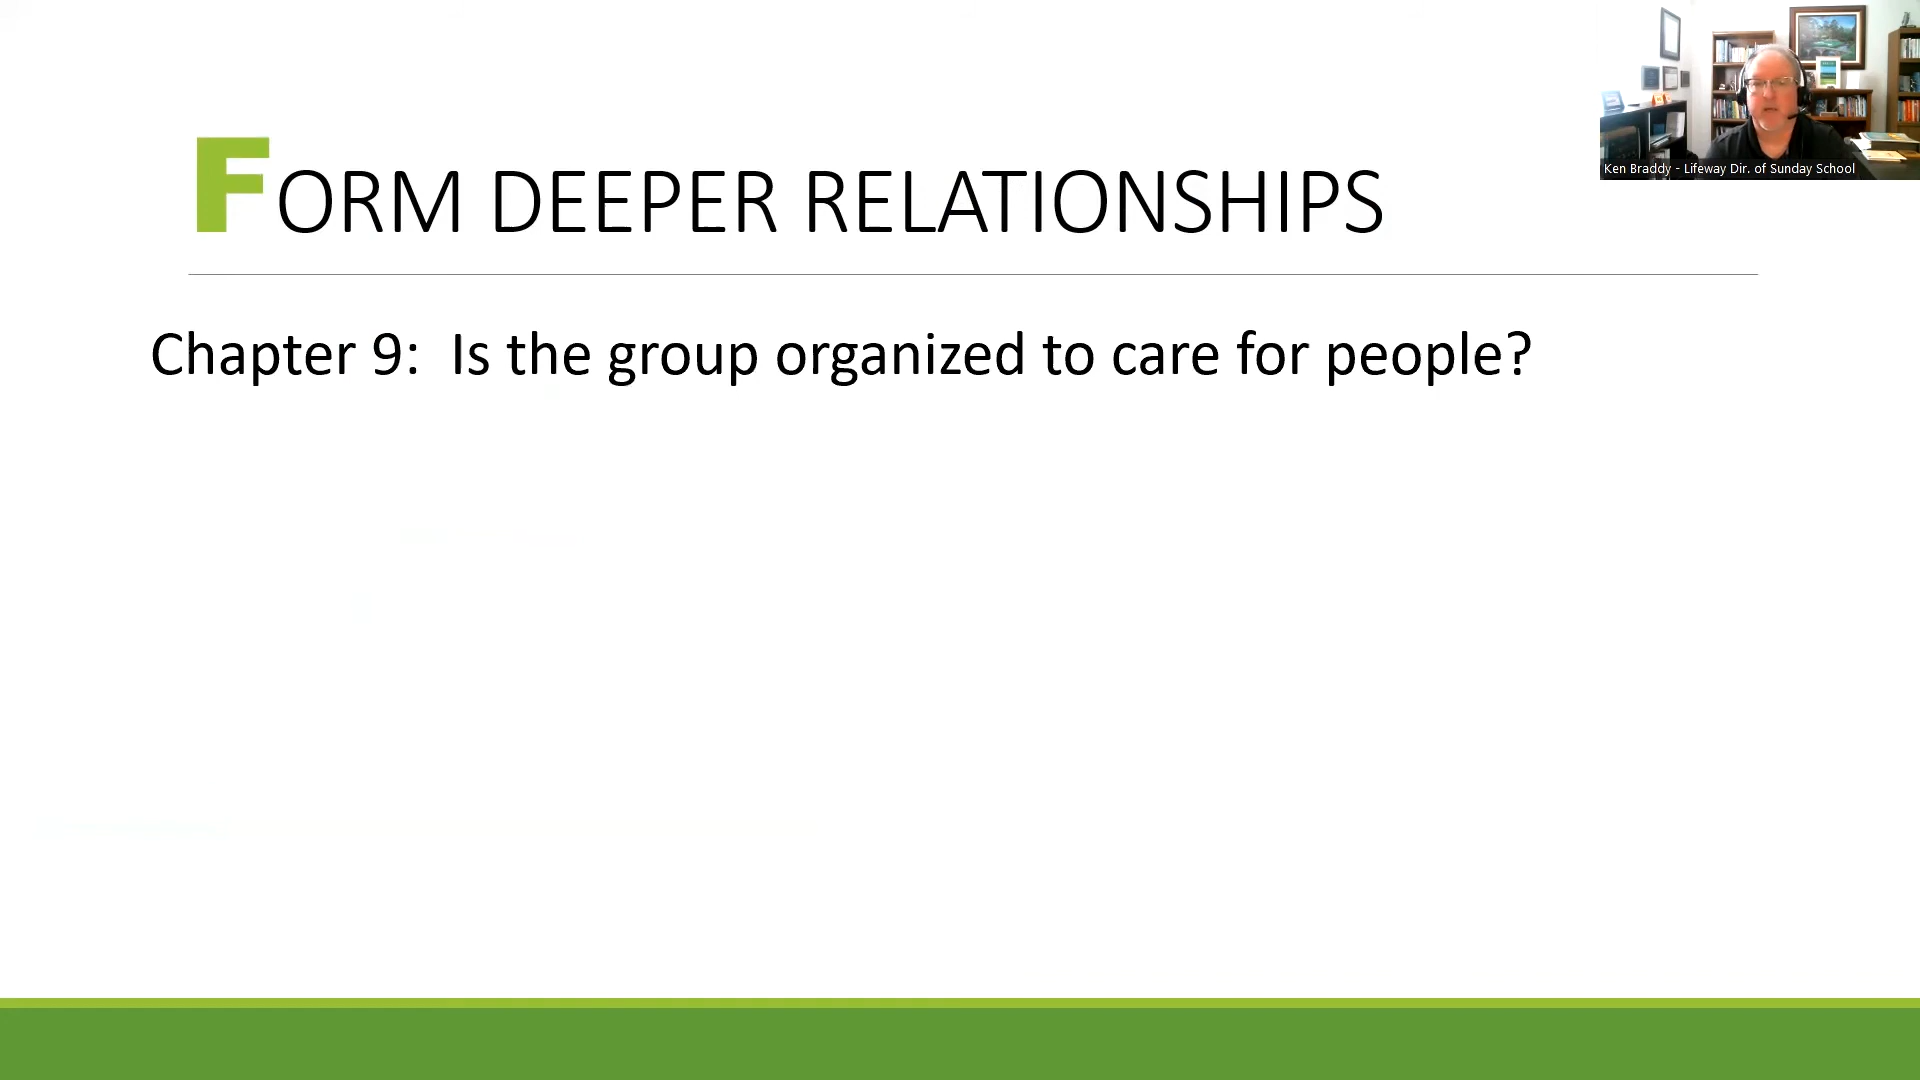 FORM DEEPER RELATIONSHIPS
Chapter 9: Is the group organized to care for people?
Ken Braddy - Lifeway Dir. of Sunday School